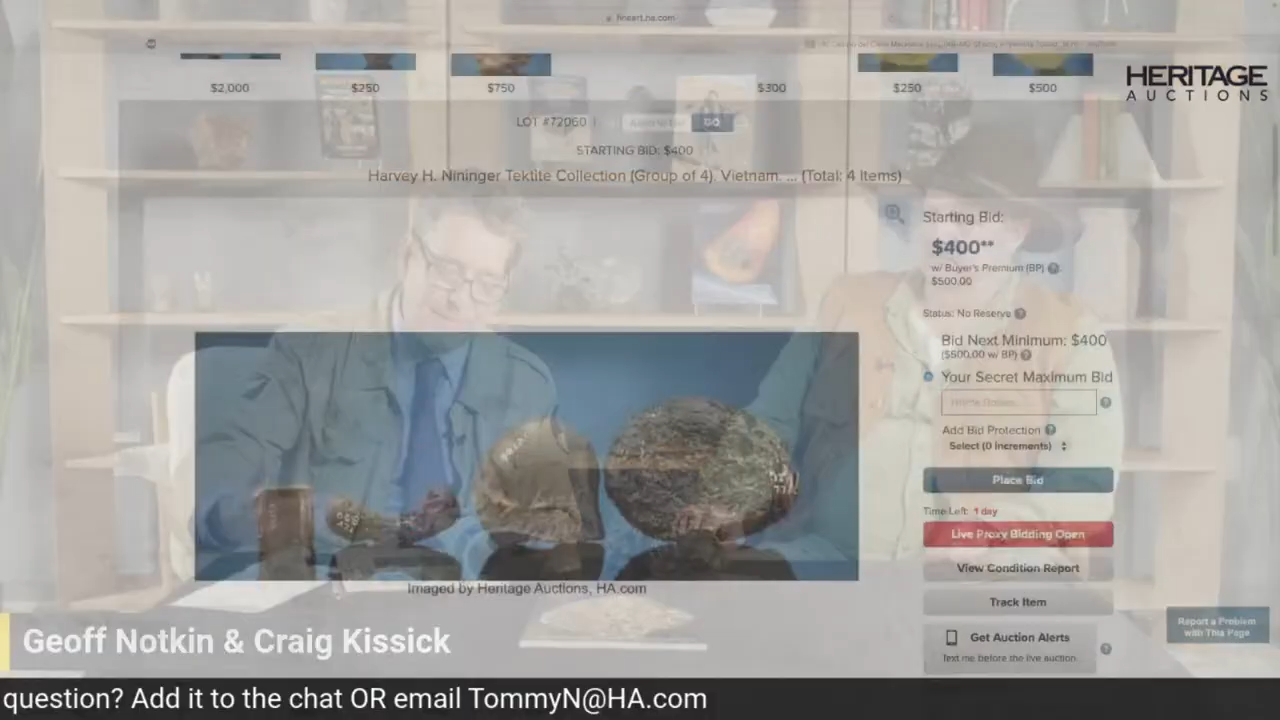 fineart.ha.com
HERITAGE
AUCTIONS
$2,000
$250
$750
$300
$250
$500
LOT #72060 |
GO
STARTING BID: $400
Harvey H. Nininger Tektite Collection (Group of 4). Vietnam. ... (Total: 4 Items)
Starting Bid:
$400**
w/ Buyer's Premium (BP)
$500.00
Status: No Reserve
Bid Next Minimum: $400
($500.00 w/ BP)
Your Secret Maximum Bid
Add Bid Protection
Select (0 Increments)
Place Bid
Time Left: 1 day
Live Proxy Bidding Open
View Condition Report
Track Item
Get Auction Alerts
Text me before the live auction
Report a Problem
with This Page
Imaged by Heritage Auctions, HA.com
Geoff Notkin & Craig Kissick
question? Add it to the chat OR email TommyN@HA.com